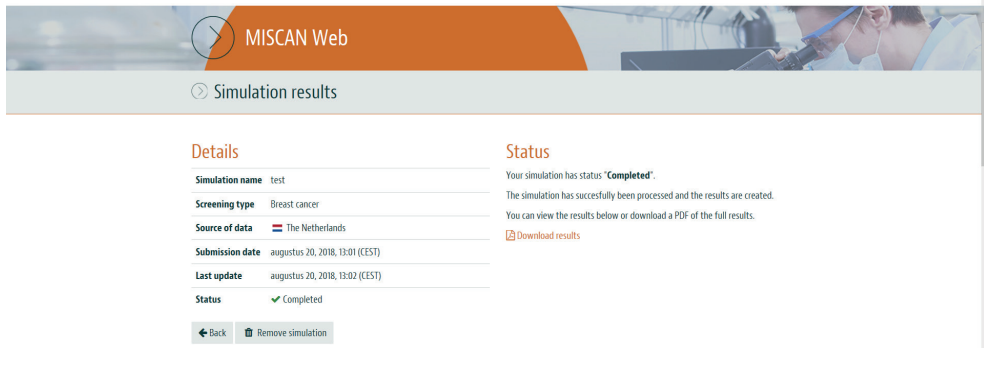 MISCAN Web
Simulation results
Details
Simulation name test
Screening type Breast cancer
Source of data The Netherlands
Submission date augustus 20, 2018, 13:01 (CEST)
Last update augustus 20, 2018, 13:02 (CEST)
Status Completed
Back Remove simulation
Status
Your simulation has status "Completed".
The simulation has succesfully been processed and the results are created.
You can view the results below or download a PDF of the full results.
Download results